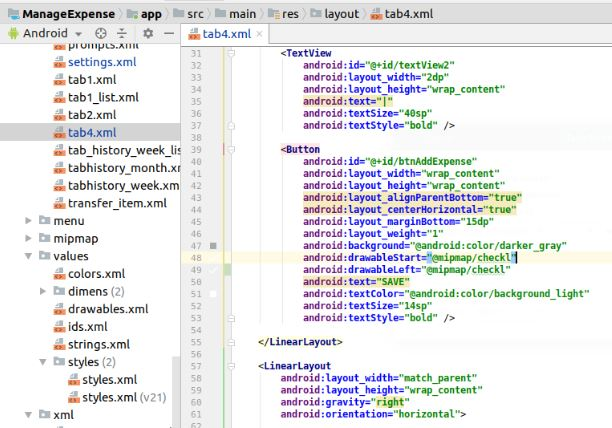 ManageExpense app src main res layout tab4.xml
Android
tab4.xml
prompts.xml
settings.xml
tab1.xml
tab1_list.xml
tab2.xml
tab4.xml
tab_history_week_lis
tabhistory_month.xm
tabhistory_week.xml
transfer_item.xml
menu
mipmap
values
colors.xml
dimens (2)
drawables.xml
ids.xml
strings.xml
styles (2)
styles.xml
styles.xml (v21)
xml
31 <TextView
32 android:id="@+id/textView2"
33 android:layout_width="2dp"
34 android:layout_height="wrap_content"
35 android:text="|"
36 android:textSize="40sp"
37 android:textStyle="bold" />
38
39 <Button
40 android:id="@+id/btnAddExpense"
41 android:layout_width="wrap_content"
42 android:layout_height="wrap_content"
43 android:layout_alignParentBottom="true"
44 android:layout_centerHorizontal="true"
45 android:layout_marginBottom="15dp"
46 android:layout_weight="1"
47 android:background="@android:color/darker_gray"
48 android:drawableStart="@mipmap/checkl"
49 android:drawableLeft="@mipmap/checkl"
50 android:text="SAVE"
51 android:textColor="@android:color/background_light"
52 android:textSize="14sp"
53 android:textStyle="bold" />
54
55 </LinearLayout>
56
57 <LinearLayout
58 android:layout_width="match_parent"
59 android:layout_height="wrap_content"
60 android:gravity="right"
61 android:orientation="horizontal">